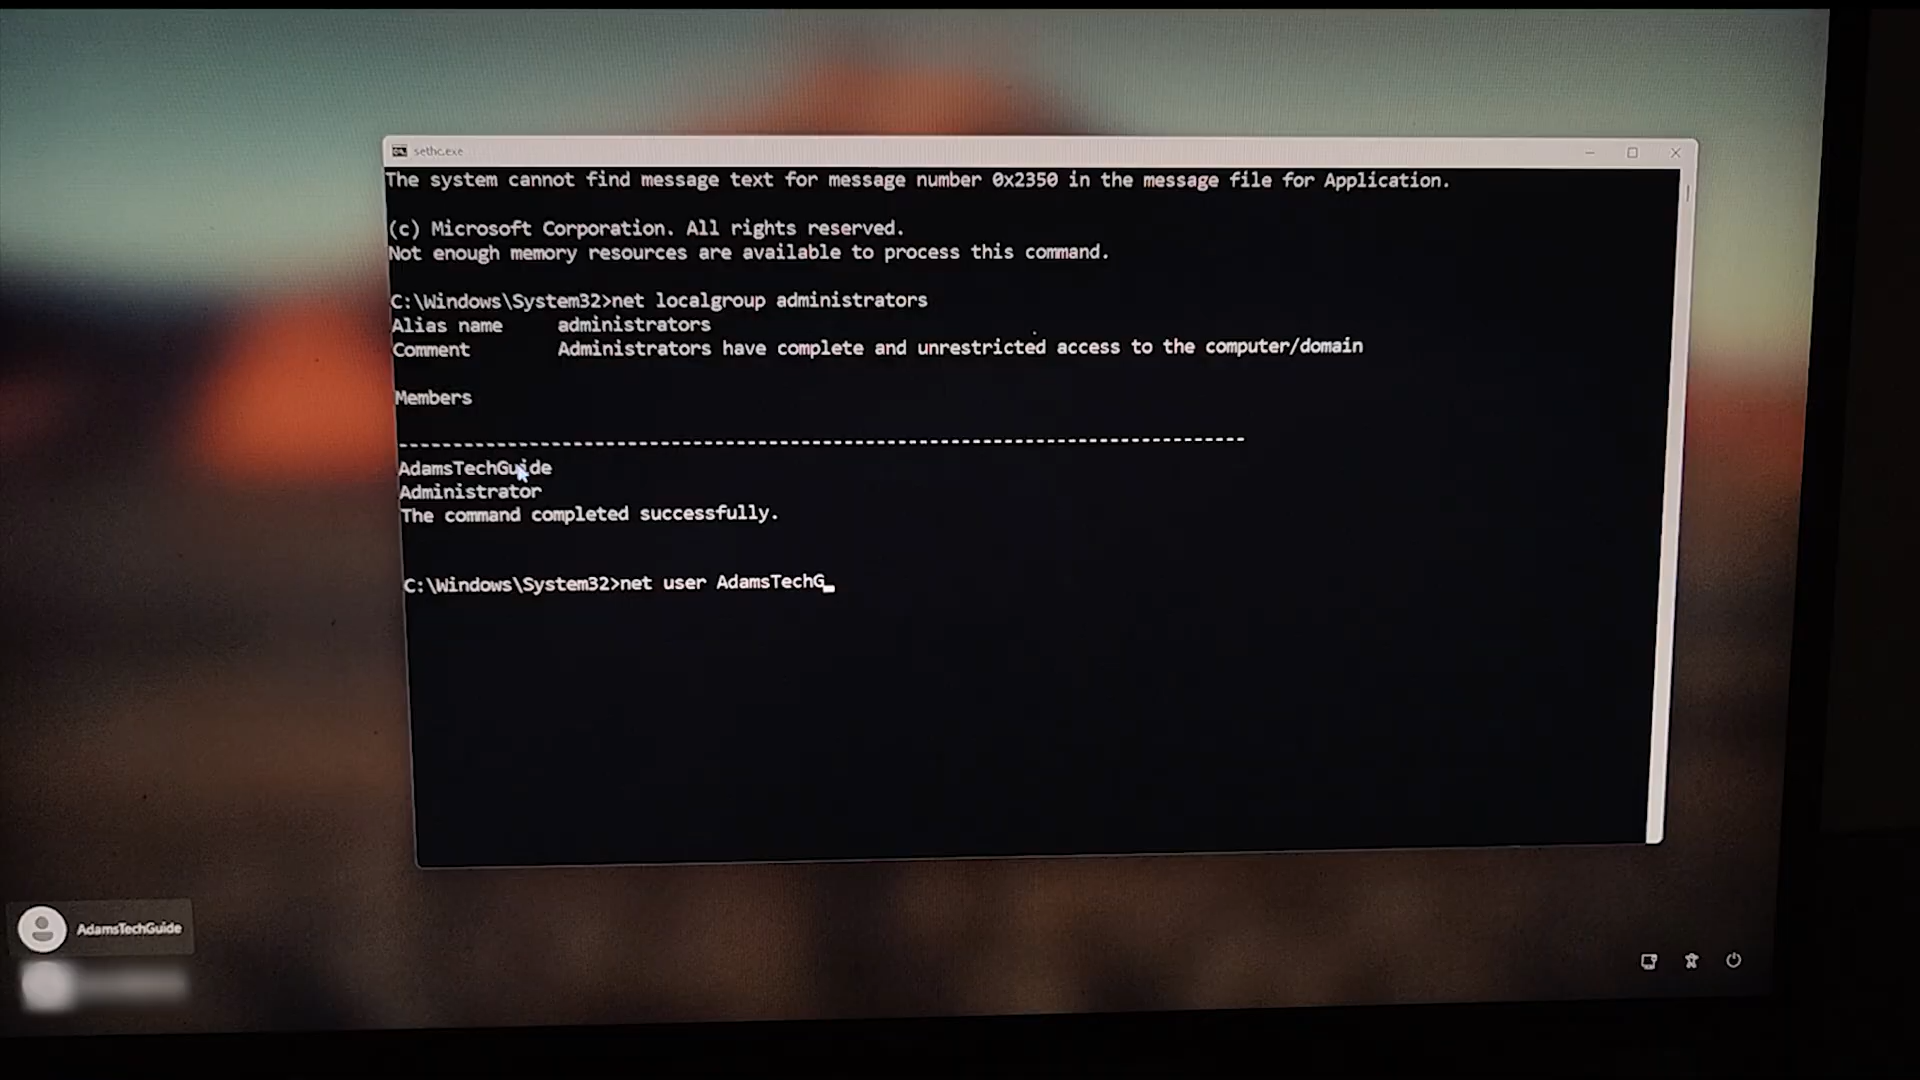 sethc.exe
The system cannot find message text for message number 0x2350 in the message file for Application.
(c) Microsoft Corporation. All rights reserved.
Not enough memory resources are available to process this command.
C:\Windows\System32>net localgroup administrators
Alias name     administrators
Comment        Administrators have complete and unrestricted access to the computer/domain
Members
-------------------------------------------------------------------------------
AdamsTechGuide
Administrator
The command completed successfully.
C:\Windows\System32>net user AdamsTechG_
AdamsTechGuide